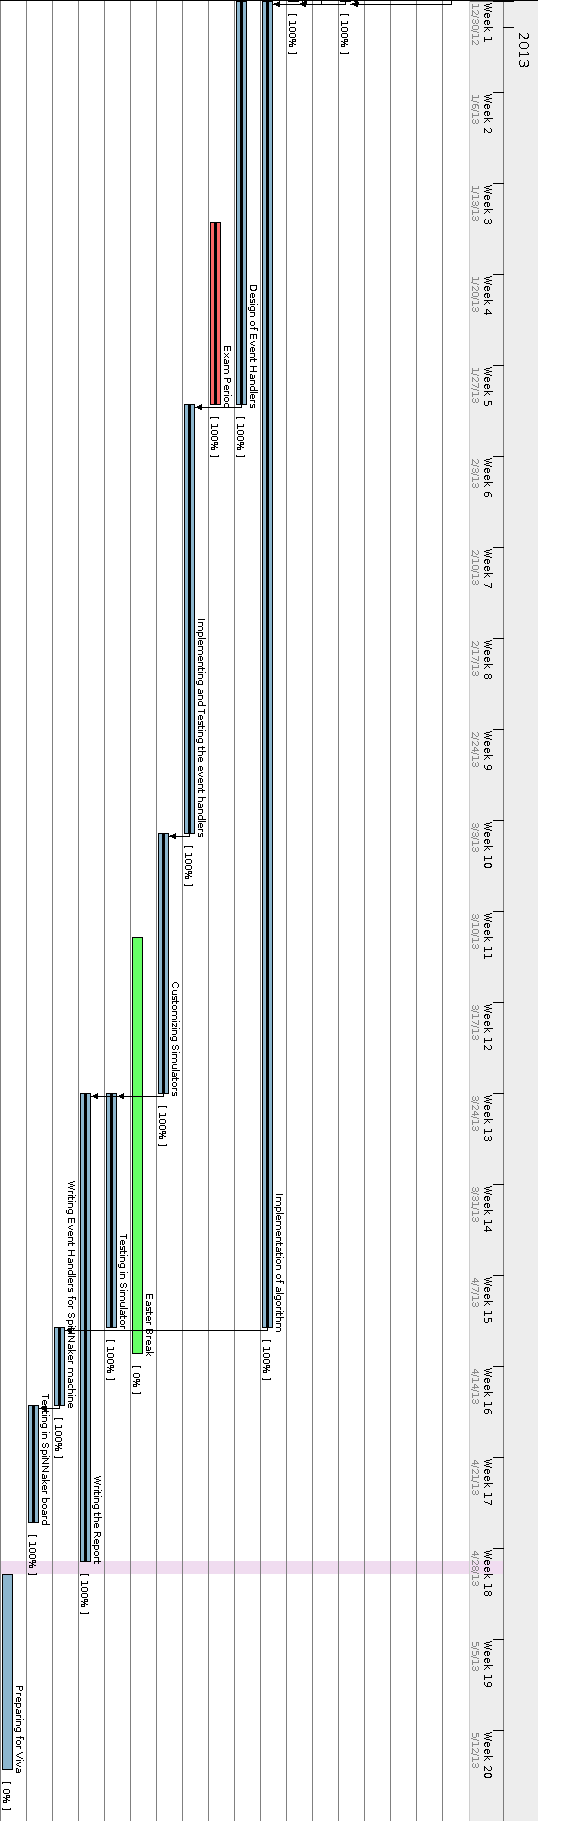 2013
Week 1
Week 2
Week 3
Week 4
Week 5
Week 6
Week 7
Week 8
Week 9
Week 10
Week 11
Week 12
Week 13
Week 14
Week 15
Week 16
Week 17
Week 18
Week 19
Week 20
12/30/12
1/6/13
1/13/13
1/20/13
1/27/13
2/3/13
2/10/13
2/17/13
2/24/13
3/3/13
3/10/13
3/17/13
3/24/13
3/31/13
4/7/13
4/14/13
4/21/13
4/28/13
5/5/13
5/12/13
[ 100% ]
[ 100% ]
Implementation of algorithm
[ 100% ]
Design of Event Handlers
[ 100% ]
Exam Period
[ 100% ]
Implementing and Testing the event handlers
[ 100% ]
Customizing Simulators
[ 100% ]
Easter Break
[ 0% ]
Testing in Simulator
[ 100% ]
Writing the Report
[ 100% ]
Writing Event Handlers for SpiNNaker machine
[ 100% ]
Testing in SpiNNaker board
[ 100% ]
Preparing for Viva
[ 0% ]